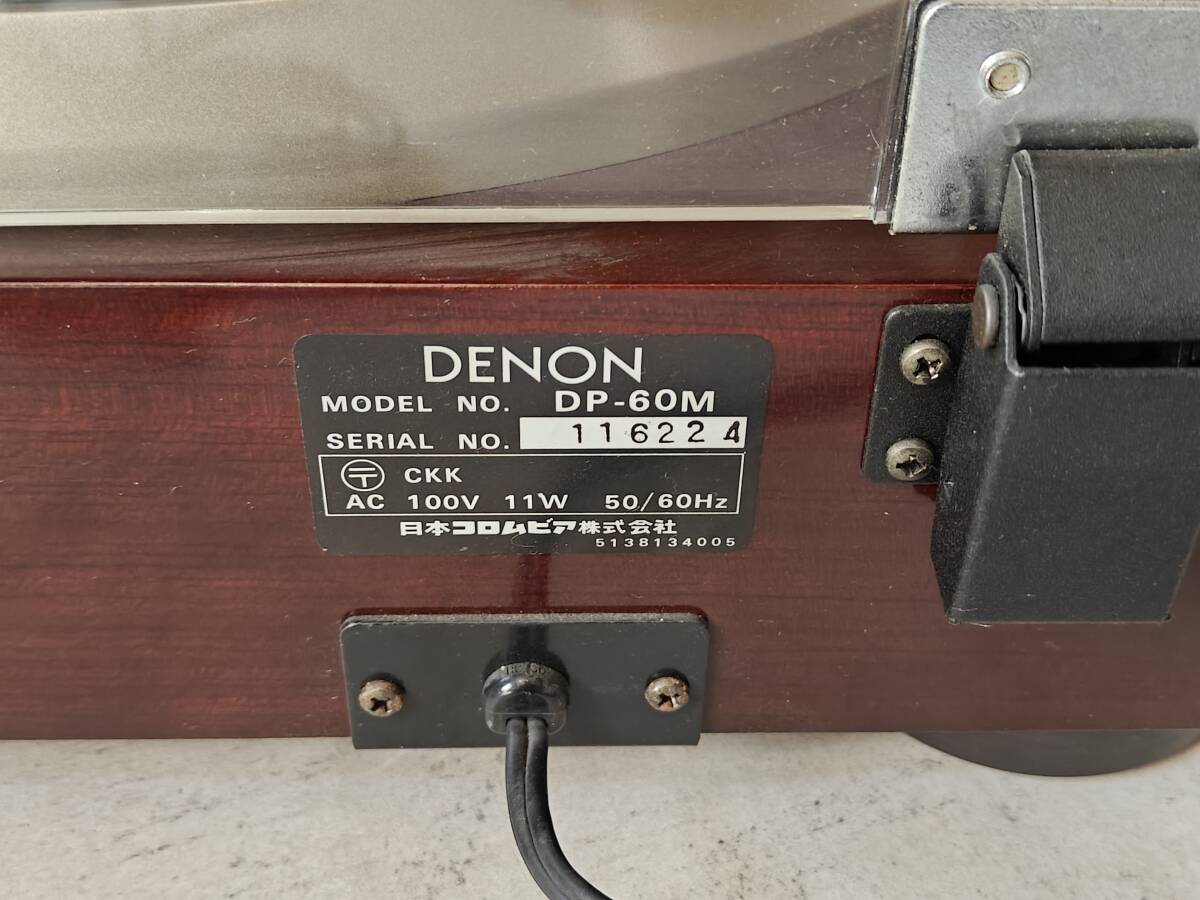 DENON
MODEL NO. DP-60M
SERIAL NO. 116224
〒 CKK
AC 100V 11W 50/60Hz
日本コロムビア株式会社
5138134005